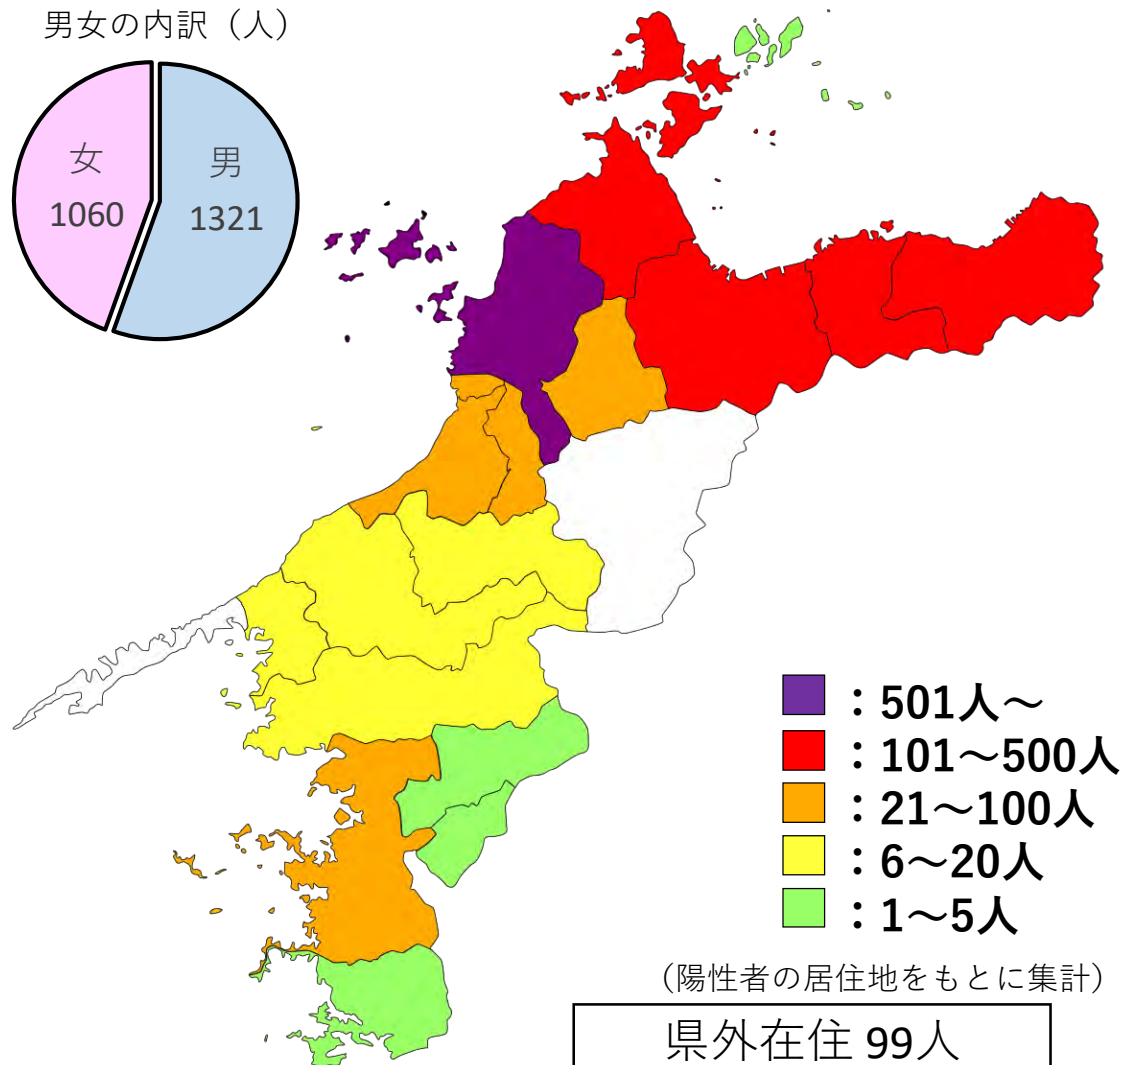 男女の内訳（人）
女
1060
男
1321
：501人～
：101～500人
：21～100人
：6～20人
：1～5人
（陽性者の居住地をもとに集計）
県外在住 99人